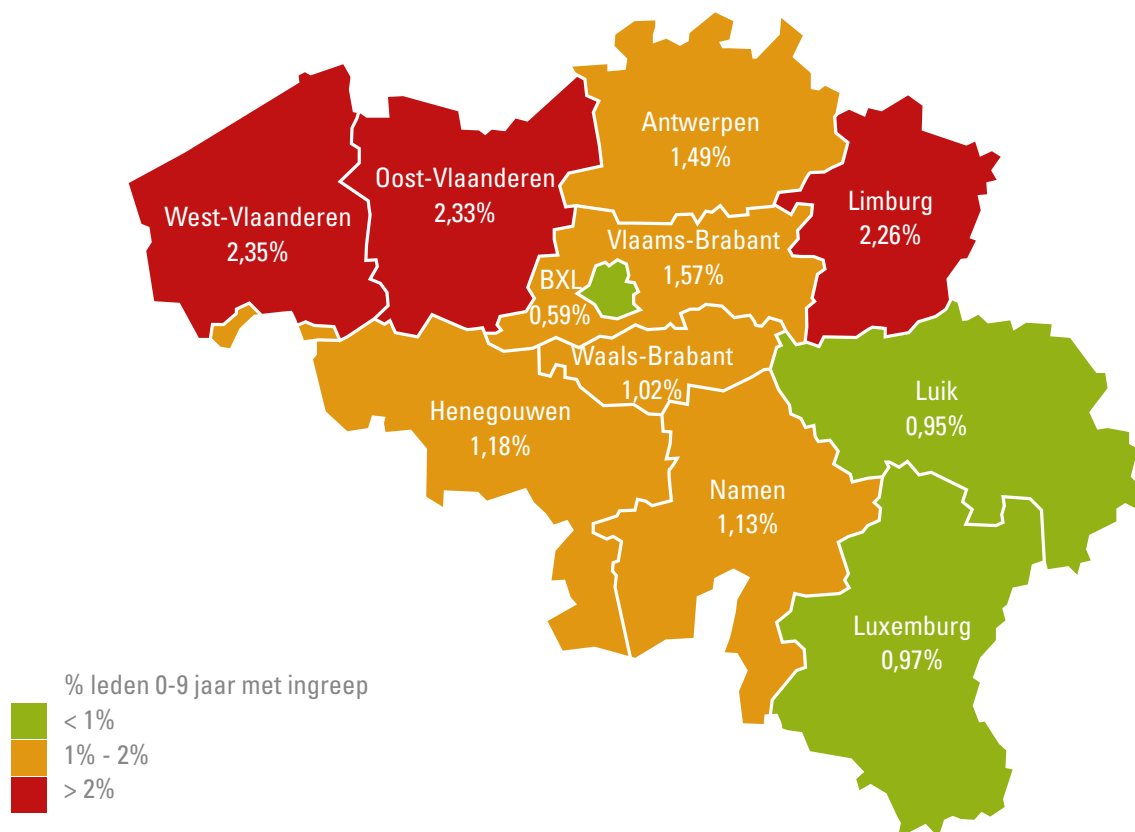 Antwerpen
1,49%
Oost-Vlaanderen
2,33%
West-Vlaanderen
2,35%
Limburg
2,26%
Vlaams-Brabant
1,57%
BXL
0,59%
Waals-Brabant
1,02%
Henegouwen
1,18%
Luik
0,95%
Namen
1,13%
Luxemburg
0,97%
% leden 0-9 jaar met ingreep
< 1%
1% - 2%
> 2%